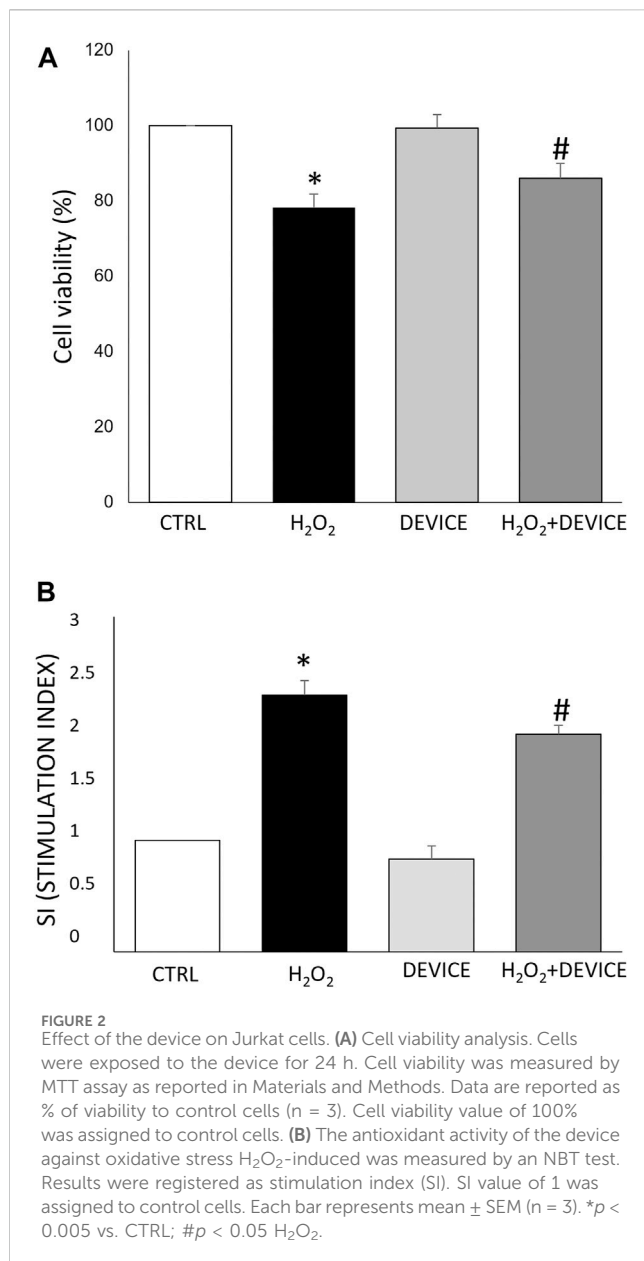 A
120
100
80
60
40
20
0
Cell viability (%)
*
#
CTRL
H₂O₂
DEVICE
H₂O₂+DEVICE
B
3
2.5
2
1.5
1
0.5
0
SI (STIMULATION INDEX)
*
#
CTRL
H₂O₂
DEVICE
H₂O₂+DEVICE
FIGURE 2
Effect of the device on Jurkat cells. (A) Cell viability analysis. Cells
were exposed to the device for 24 h. Cell viability was measured by
MTT assay as reported in Materials and Methods. Data are reported as
% of viability to control cells (n = 3). Cell viability value of 100%
was assigned to control cells. (B) The antioxidant activity of the device
against oxidative stress H₂O₂-induced was measured by an NBT test.
Results were registered as stimulation index (SI). SI value of 1 was
assigned to control cells. Each bar represents mean ± SEM (n = 3). *p <
0.005 vs. CTRL; #p < 0.05 H₂O₂.